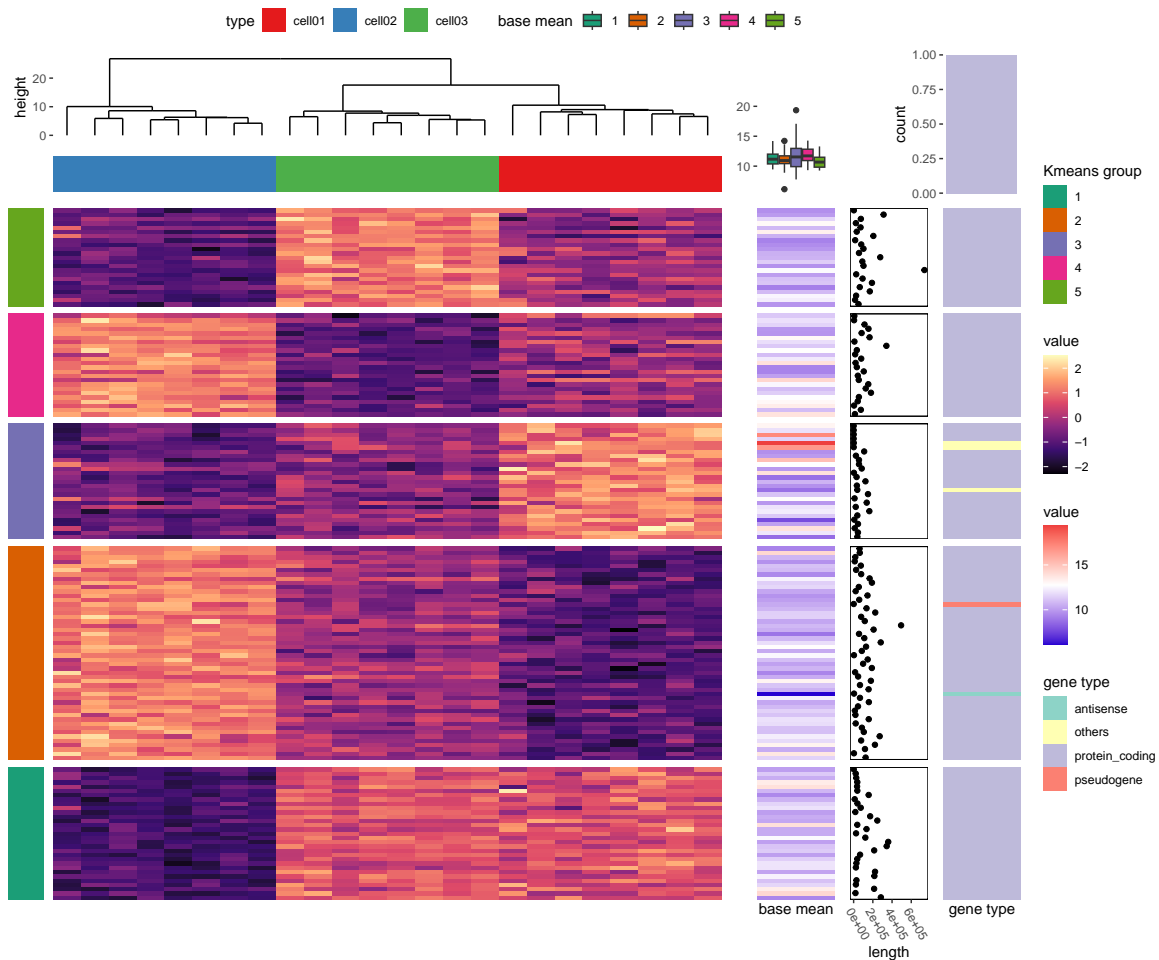 type cell01 cell02 cell03 base mean 1 2 3 4 5
height
20
10
0
20
15
10
count
1.00
0.75
0.50
0.25
0.00
Kmeans group
1
2
3
4
5
value
2
1
0
−1
−2
value
15
10
gene type
antisense
others
protein_coding
pseudogene
base mean
0e+00
2e+05
4e+05
6e+05
length
gene type